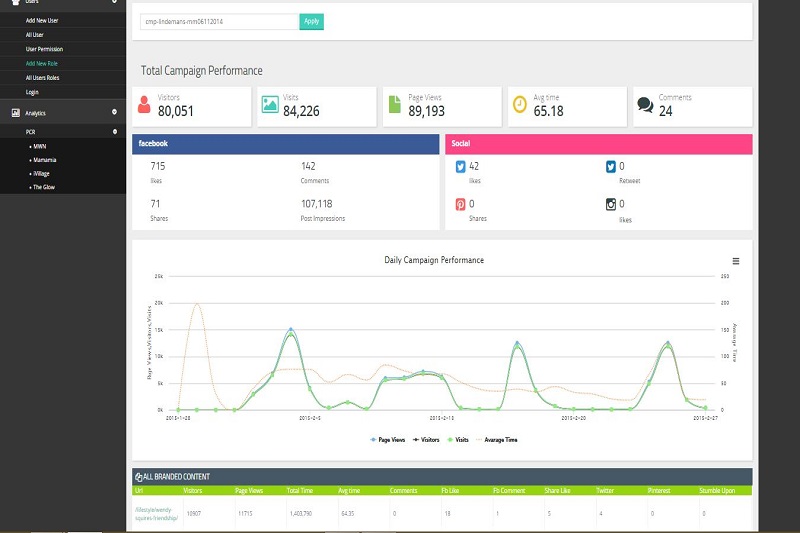 Users
Add New User
All User
User Permission
Add New Role
All Users Roles
Login
Analytics
PCR
MWN
Mamamia
iVillage
The Glow
cmp-lindemans-mm06112014
Apply
Total Campaign Performance
Visitors
80,051
Visits
84,226
Page Views
89,193
Avg time
65.18
Comments
24
facebook
715
likes
142
Comments
71
Shares
107,118
Post Impressions
Social
42
likes
0
Retweet
0
Shares
0
likes
Daily Campaign Performance
25k
20k
15k
10k
5k
0k
Page Views,Visitors,Visits
250
200
150
100
50
0
Avarage Time
2015-1-28
2015-2-5
2015-2-13
2015-2-20
2015-2-27
Page Views Visitors Visits Avarage Time
ALL BRANDED CONTENT
Url Visitors Page Views Total Time Avg time Comments Fb Like Fb Comment Share Like Twitter Pinterest Stumble Upon
/lifestyle/wendy
squires/friendship/ 10907 11715 1,403,790 64.35 0 18 1 5 4 0 0